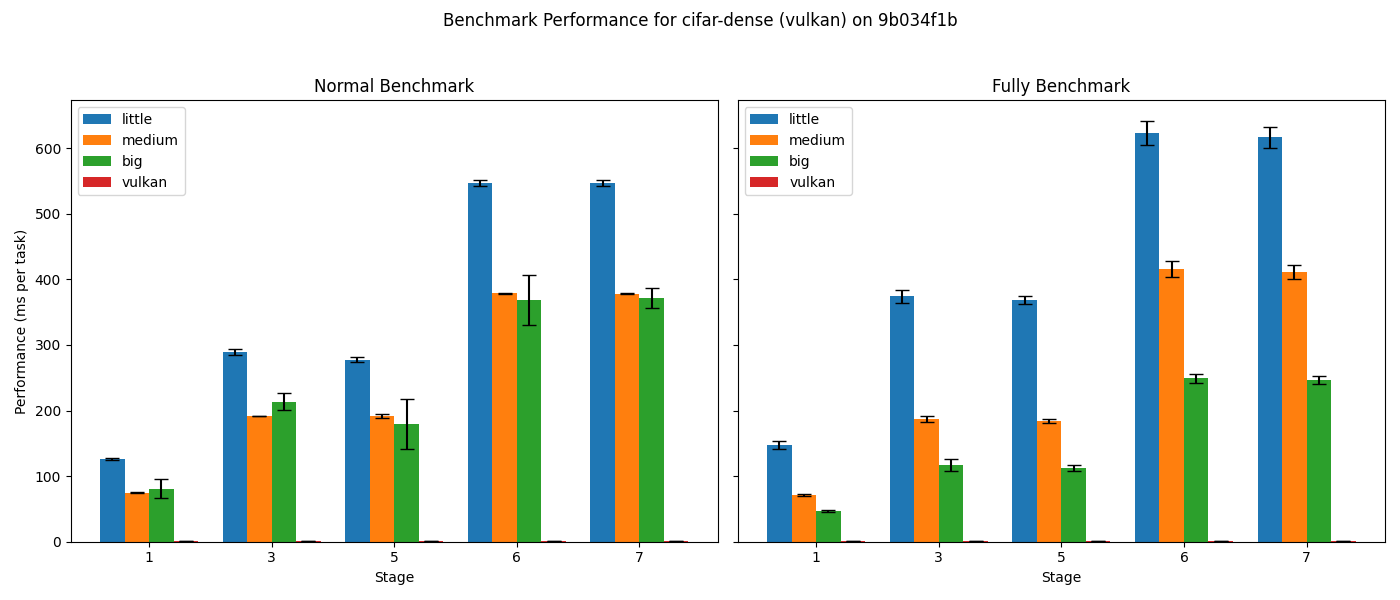 Benchmark Performance for cifar-dense (vulkan) on 9b034f1b
Normal Benchmark
little
medium
big
vulkan
Performance (ms per task)
600
500
400
300
200
100
0
1 3 5 6 7
Stage
Fully Benchmark
little
medium
big
vulkan
1 3 5 6 7
Stage